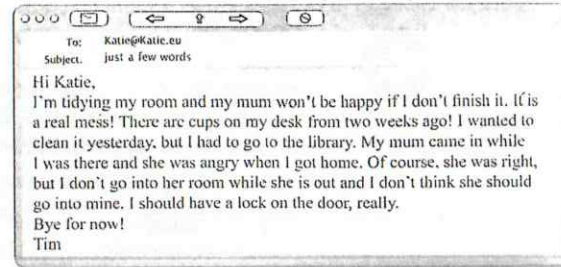 To: Katie@Katie.eu
Subject. just a few words
Hi Katie,
I'm tidying my room and my mum won't be happy if I don't finish it. It is
a real mess! There are cups on my desk from two weeks ago! I wanted to
clean it yesterday, but I had to go to the library. My mum came in while
I was there and she was angry when I got home. Of course, she was right,
but I don't go into her room while she is out and I don't think she should
go into mine. I should have a lock on the door, really.
Bye for now!
Tim